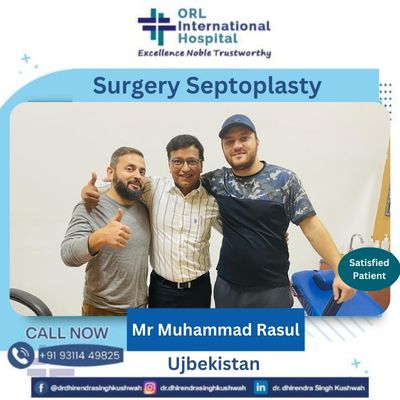 ORL
International
Hospital
Excellence Noble Trustworthy
Surgery Septoplasty
Satisfied
Patient
Mr Muhammad Rasul
CALL NOW
+91 93114 49825
Ujbekistan
@drdhirendrasinghkushwah dr.dhirendrasinghkushwah dr. dhirendra Singh Kushwah